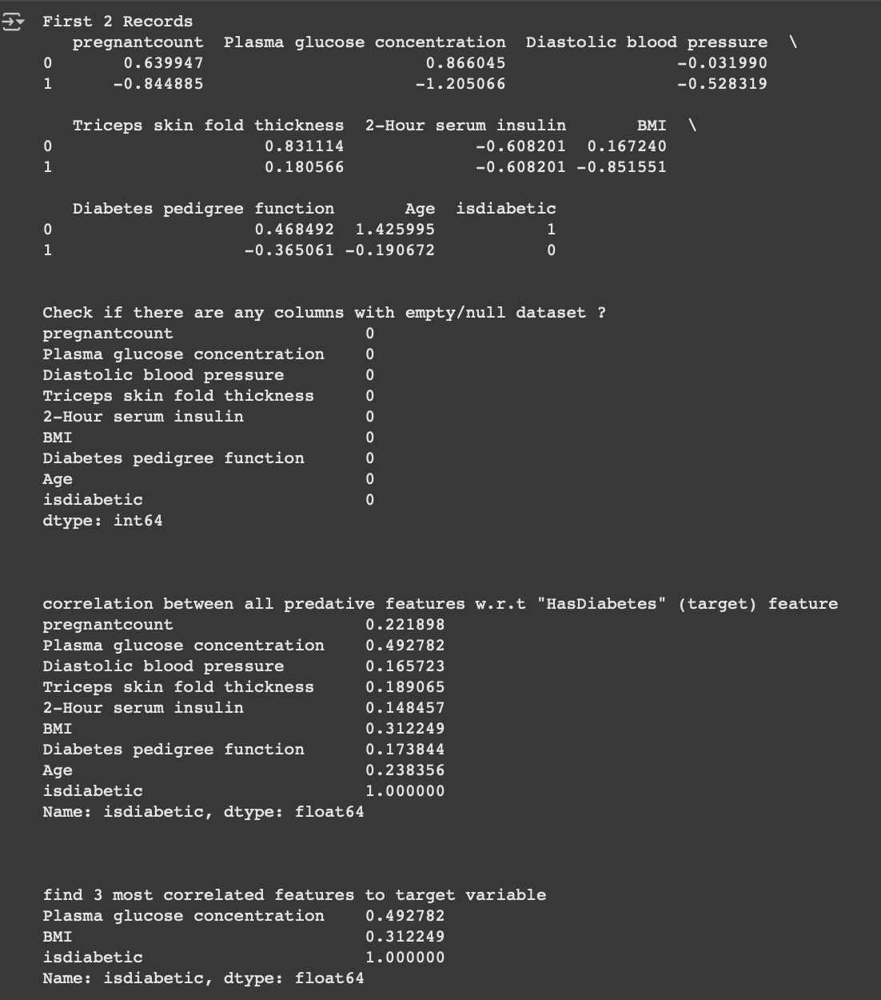 First 2 Records
   pregnantcount  Plasma glucose concentration  Diastolic blood pressure  \
0       0.639947                      0.866045                 -0.031990
1      -0.844885                     -1.205066                 -0.528319

   Triceps skin fold thickness  2-Hour serum insulin       BMI  \
0                     0.831114             -0.608201  0.167240
1                     0.180566             -0.608201 -0.851551

   Diabetes pedigree function       Age  isdiabetic
0                    0.468492  1.425995           1
1                   -0.365061 -0.190672           0

Check if there are any columns with empty/null dataset ?
pregnantcount                   0
Plasma glucose concentration    0
Diastolic blood pressure        0
Triceps skin fold thickness     0
2-Hour serum insulin            0
BMI                             0
Diabetes pedigree function      0
Age                             0
isdiabetic                      0
dtype: int64

correlation between all predative features w.r.t "HasDiabetes" (target) feature
pregnantcount                   0.221898
Plasma glucose concentration    0.492782
Diastolic blood pressure        0.165723
Triceps skin fold thickness     0.189065
2-Hour serum insulin            0.148457
BMI                             0.312249
Diabetes pedigree function      0.173844
Age                             0.238356
isdiabetic                      1.000000
Name: isdiabetic, dtype: float64

find 3 most correlated features to target variable
Plasma glucose concentration    0.492782
BMI                             0.312249
isdiabetic                      1.000000
Name: isdiabetic, dtype: float64